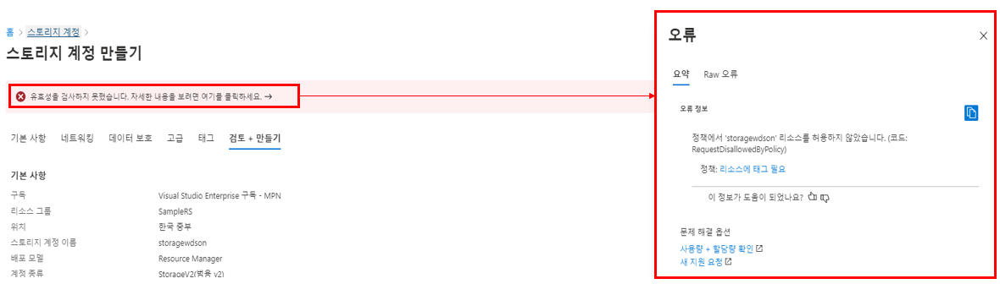 홈 > 스토리지 계정 >
스토리지 계정 만들기
유효성을 검사하지 못했습니다. 자세한 내용을 보려면 여기를 클릭하세요. →
기본 사항 네트워킹 데이터 보호 고급 태그 검토 + 만들기
기본 사항
구독 Visual Studio Enterprise 구독 - MPN
리소스 그룹 SampleRS
위치 한국 중부
스토리지 계정 이름 storagewdson
배포 모델 Resource Manager
계정 종류 StorageV2(범용 v2)
오류
요약 Raw 오류
오류 정보
정책에서 'storagewdson' 리소스를 허용하지 않았습니다. (코드:
RequestDisallowedByPolicy)
정책: 리소스에 태그 필요
이 정보가 도움이 되었나요?
문제 해결 옵션
사용량 + 할당량 확인
새 지원 요청